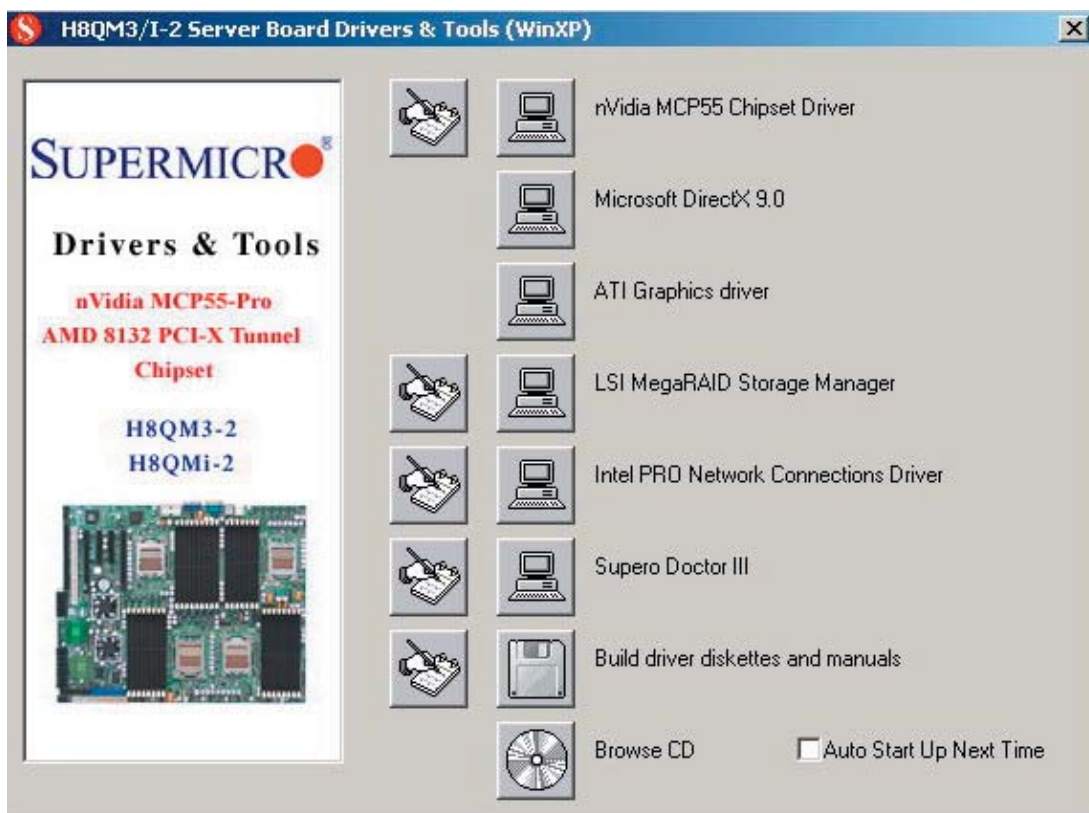 H8QM3/I-2 Server Board Drivers & Tools (WinXP)
SUPERMICRO®
Drivers & Tools
nVidia MCP55-Pro
AMD 8132 PCI-X Tunnel
Chipset
H8QM3-2
H8QMi-2
nVidia MCP55 Chipset Driver
Microsoft DirectX 9.0
ATI Graphics driver
LSI MegaRAID Storage Manager
Intel PRO Network Connections Driver
Supero Doctor III
Build driver diskettes and manuals
Browse CD
Auto Start Up Next Time